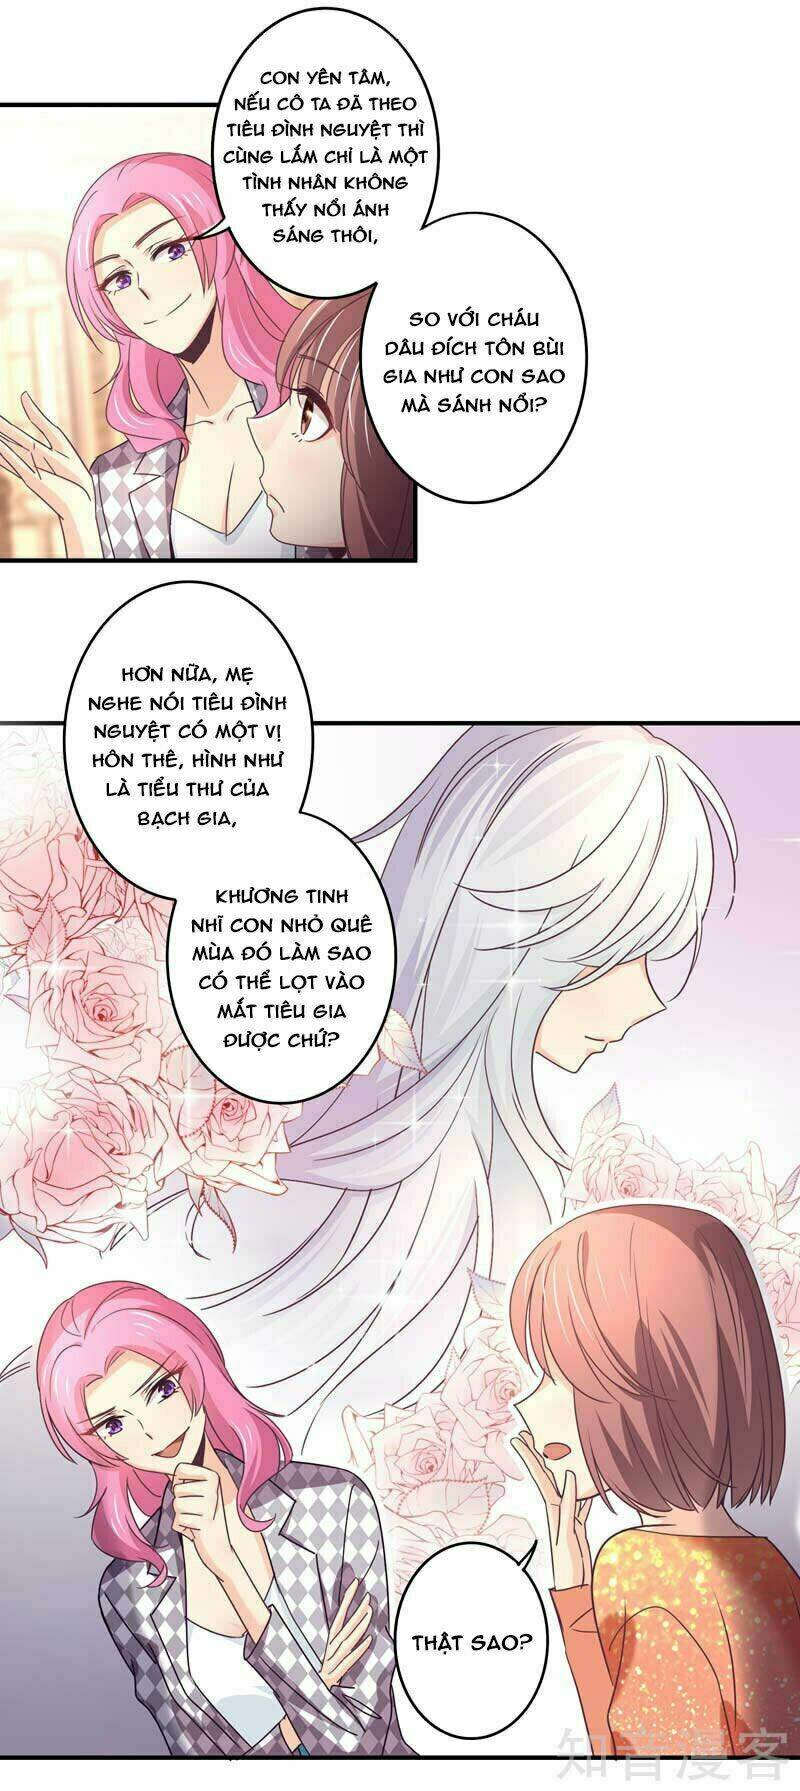 CON YÊN TÂM,
NẾU CÔ TA ĐÃ THEO
TIÊU ĐÌNH NGUYỆT THÌ
CÙNG LẮM CHỈ LÀ MỘT
TÌNH NHÂN KHÔNG
THẤY NỔI ÁNH
SÁNG THÔI,
SO VỚI CHÁU
DÂU ĐÍCH TÔN BÙI
GIA NHƯ CON SAO
MÀ SÁNH NỔI?
HƠN NỮA, MẸ
NGHE NÓI TIÊU ĐÌNH
NGUYỆT CÓ MỘT VỊ
HÔN THÊ, HÌNH NHƯ
LÀ TIỂU THƯ CỦA
BẠCH GIA,
KHƯƠNG TINH
NHĨ CON NHỎ QUÊ
MÙA ĐÓ LÀM SAO
CÓ THỂ LỌT VÀO
MẮT TIÊU GIA
ĐƯỢC CHỨ?
THẬT SAO?
知音漫客